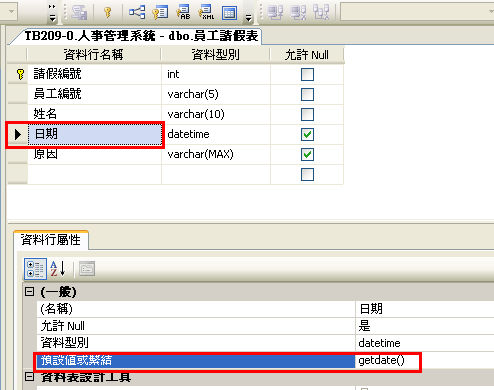 TB209-0.人事管理系統 - dbo.員工請假表
資料行名稱 資料型別 允許 Null
請假編號 int
員工編號 varchar(5)
姓名 varchar(10)
日期 datetime
原因 varchar(MAX)
資料行屬性
(一般)
(名稱) 日期
允許 Null 是
資料型別 datetime
預設值或繫結 getdate()
資料表設計工具